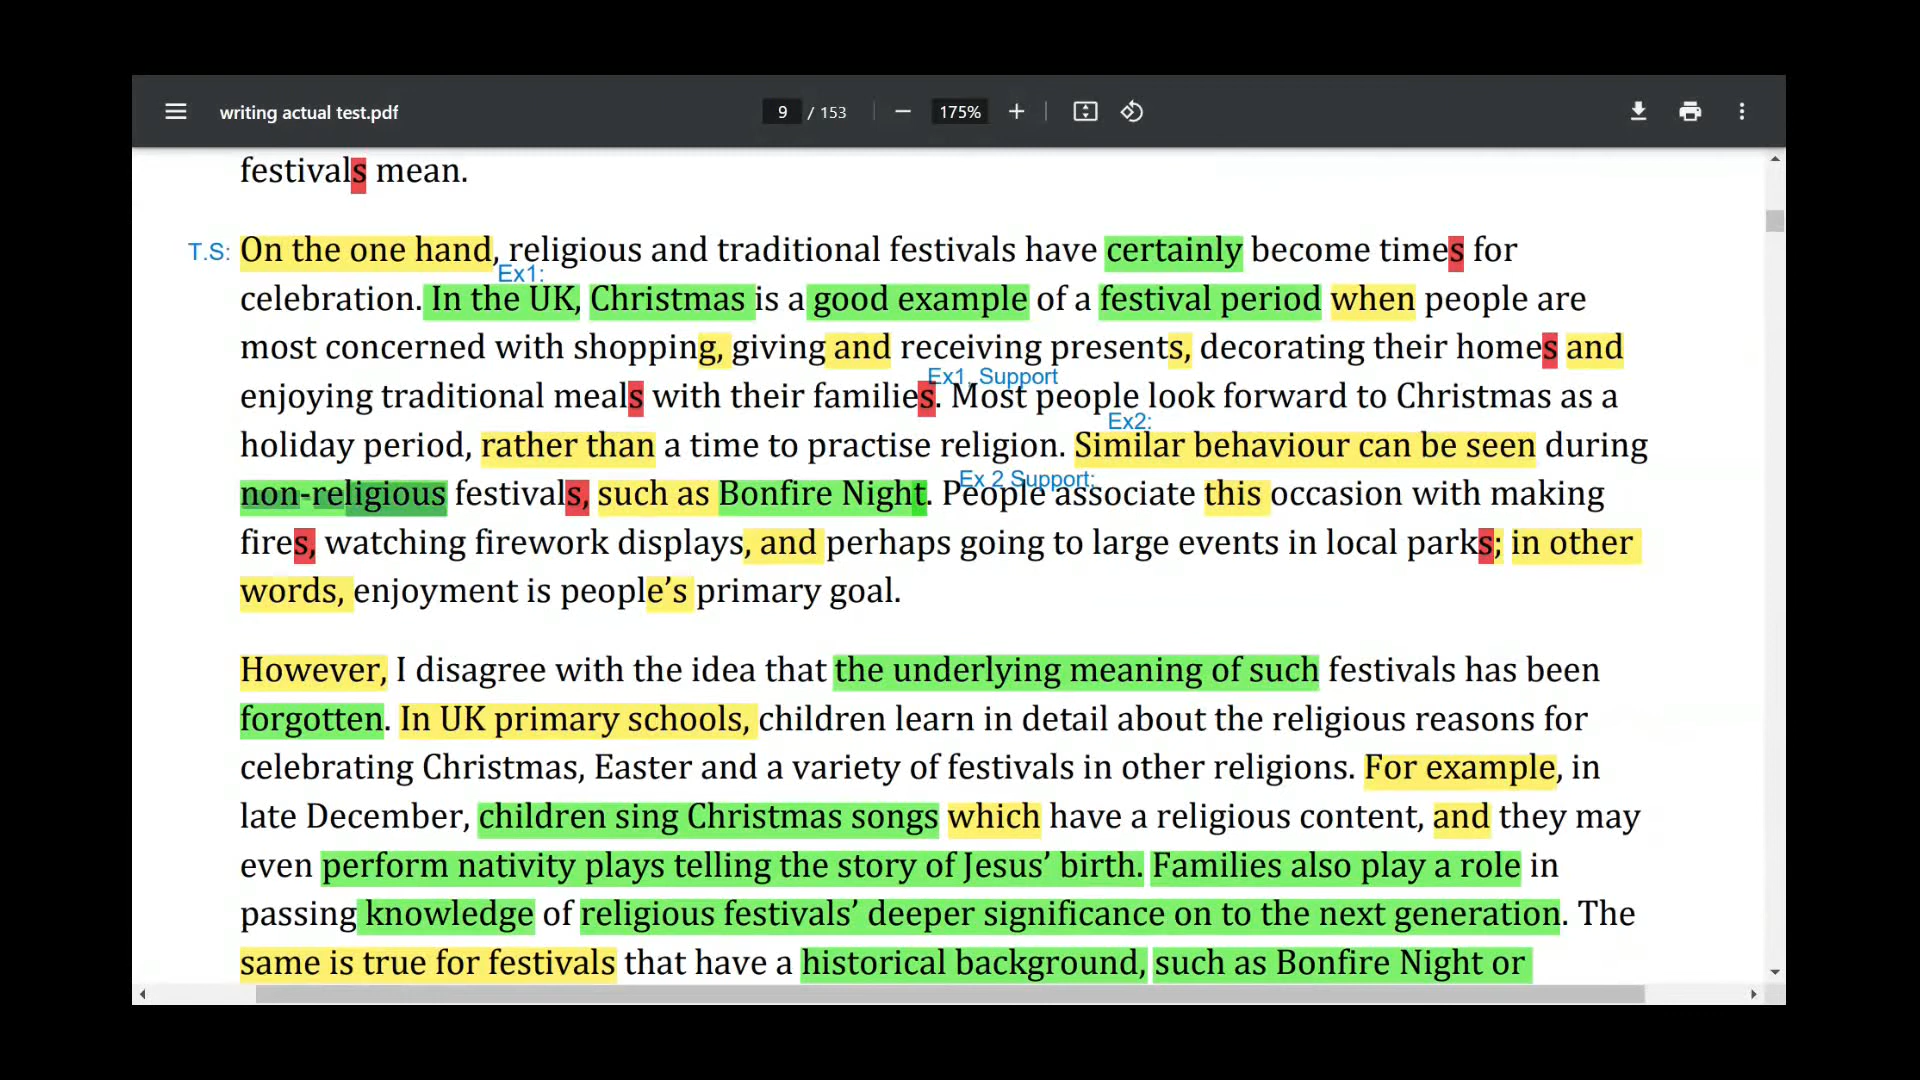 writing actual test.pdf
9 / 153
175%
festivals mean.
T.S: On the one hand, religious and traditional festivals have certainly become times for
Ex1:
celebration. In the UK, Christmas is a good example of a festival period when people are
most concerned with shopping, giving and receiving presents, decorating their homes and
Ex1, Support
enjoying traditional meals with their families. Most people look forward to Christmas as a
Ex2:
holiday period, rather than a time to practise religion. Similar behaviour can be seen during
Ex 2 Support:
non-religious festivals, such as Bonfire Night. People associate this occasion with making
fires, watching firework displays, and perhaps going to large events in local parks; in other
words, enjoyment is people’s primary goal.
However, I disagree with the idea that the underlying meaning of such festivals has been
forgotten. In UK primary schools, children learn in detail about the religious reasons for
celebrating Christmas, Easter and a variety of festivals in other religions. For example, in
late December, children sing Christmas songs which have a religious content, and they may
even perform nativity plays telling the story of Jesus’ birth. Families also play a role in
passing knowledge of religious festivals’ deeper significance on to the next generation. The
same is true for festivals that have a historical background, such as Bonfire Night or